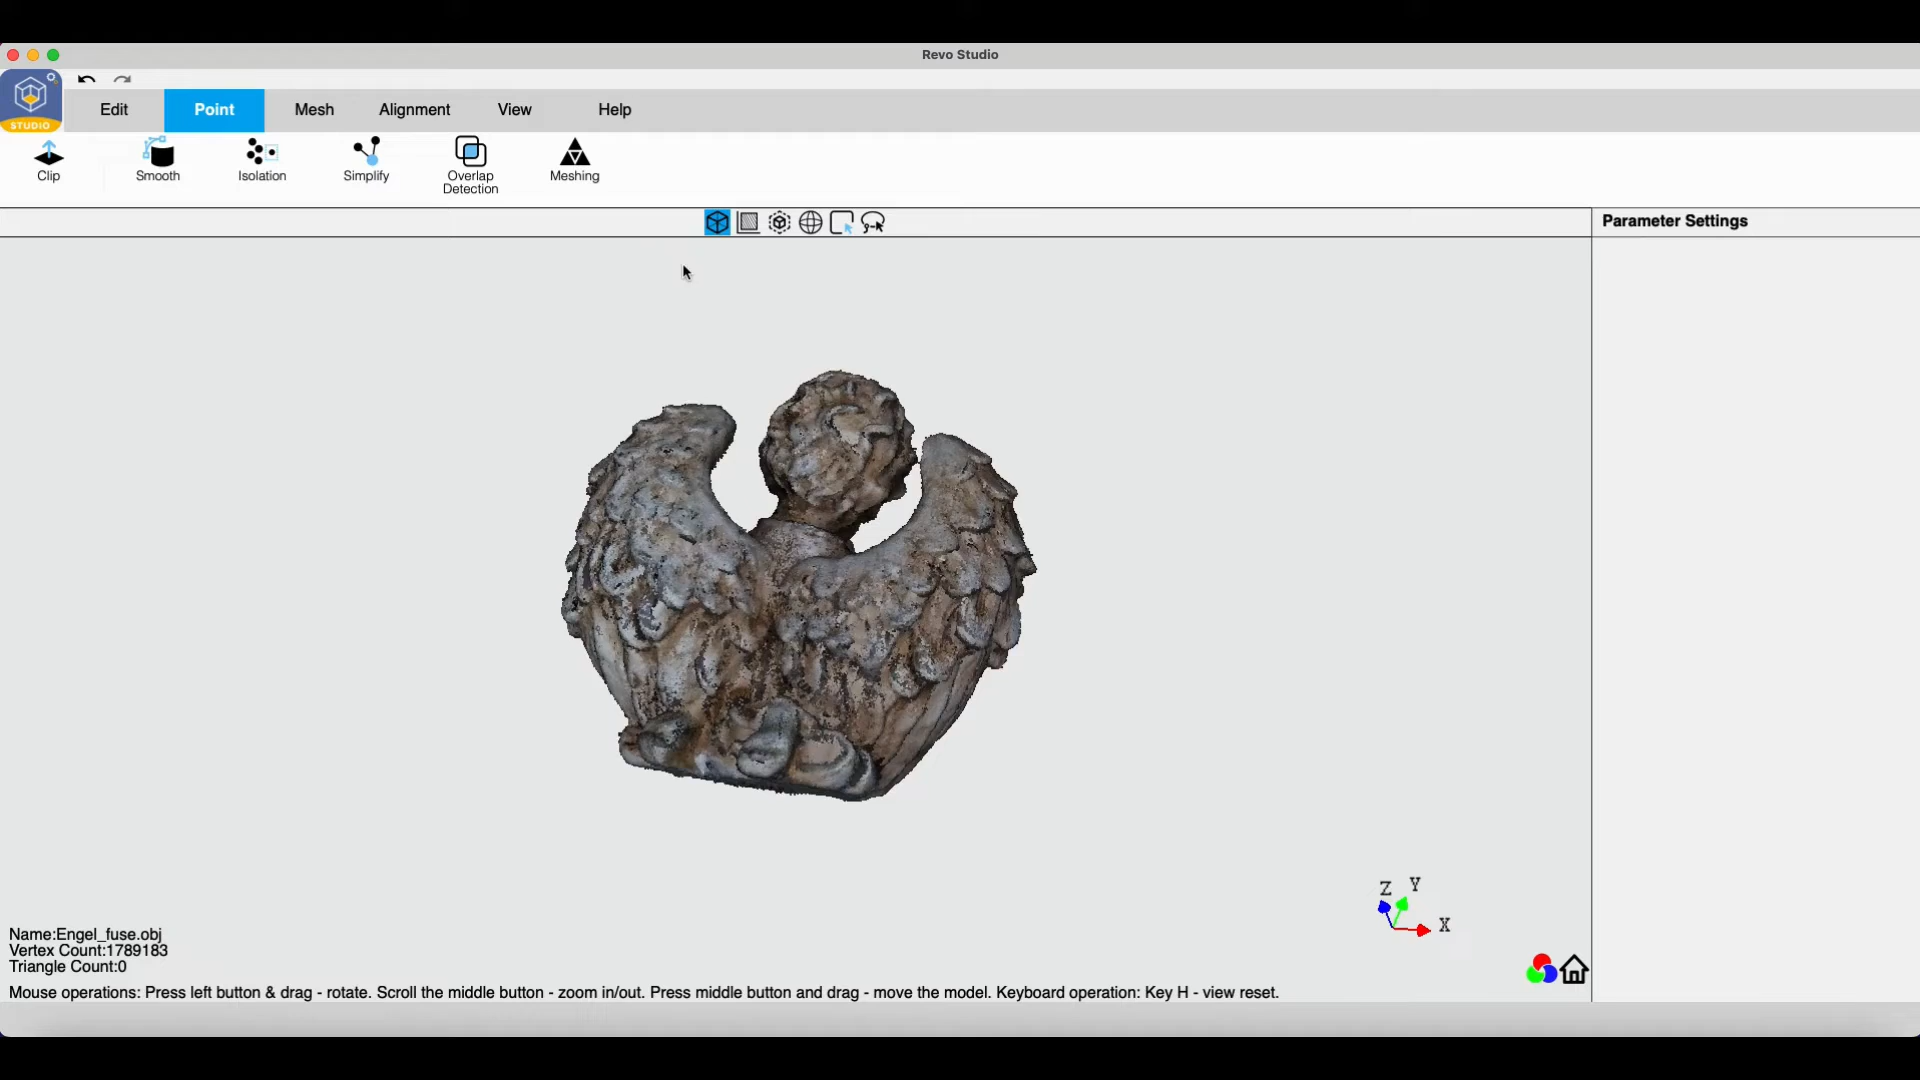 Revo Studio
STUDIO
Edit
Point
Mesh
Alignment
View
Help
Clip
Smooth
Isolation
Simplify
Overlap
Detection
Meshing
Parameter Settings
Z
Y
X
Name:Engel_fuse.obj
Vertex Count:1789183
Triangle Count:0
Mouse operations: Press left button & drag - rotate. Scroll the middle button - zoom in/out. Press middle button and drag - move the model. Keyboard operation: Key H - view reset.